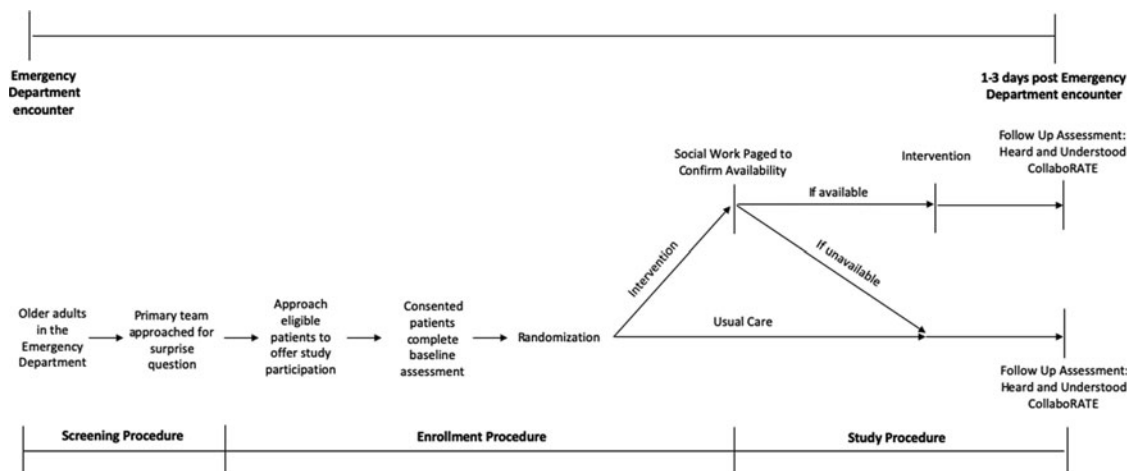 Emergency
Department
encounter
1-3 days post Emergency
Department encounter
Follow Up Assessment:
Heard and Understood
CollaboRATE
Social Work Paged to
Confirm Availability
Intervention
If available
If unavailable
Intervention
Older adults
in the
Emergency
Department
Primary team
approached for
surprise
question
Approach
eligible
patients to
offer study
participation
Consented
patients
complete
baseline
assessment
Randomization
Usual Care
Follow Up Assessment:
Heard and Understood
CollaboRATE
Screening Procedure
Enrollment Procedure
Study Procedure